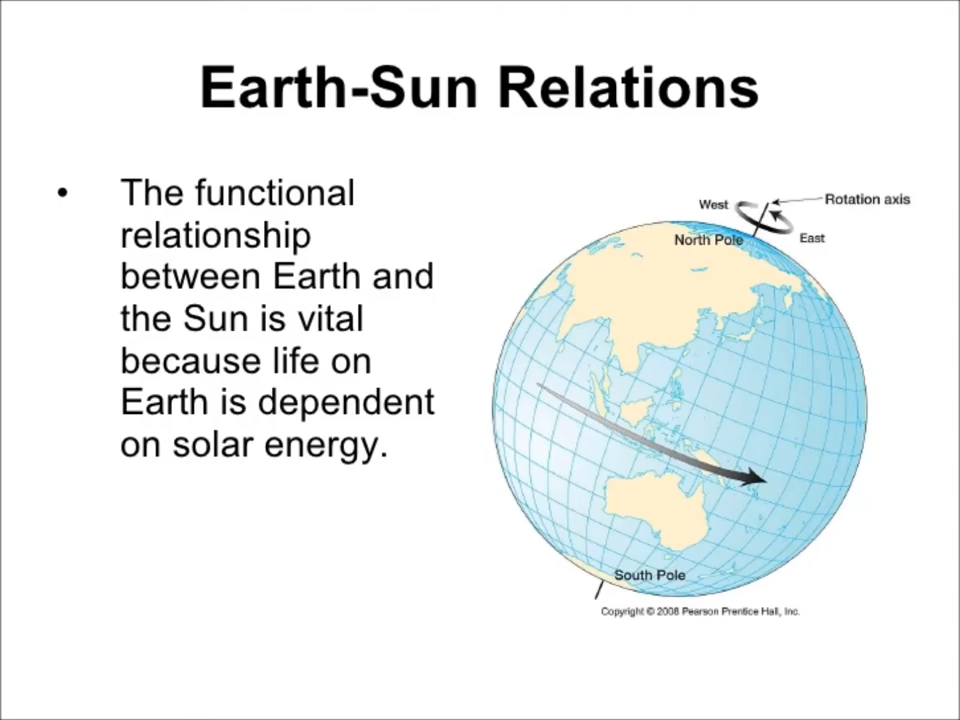 Earth-Sun Relations
• The functional
relationship
between Earth and
the Sun is vital
because life on
Earth is dependent
on solar energy.
West
Rotation axis
North Pole
East
South Pole
Copyright © 2008 Pearson Prentice Hall, Inc.